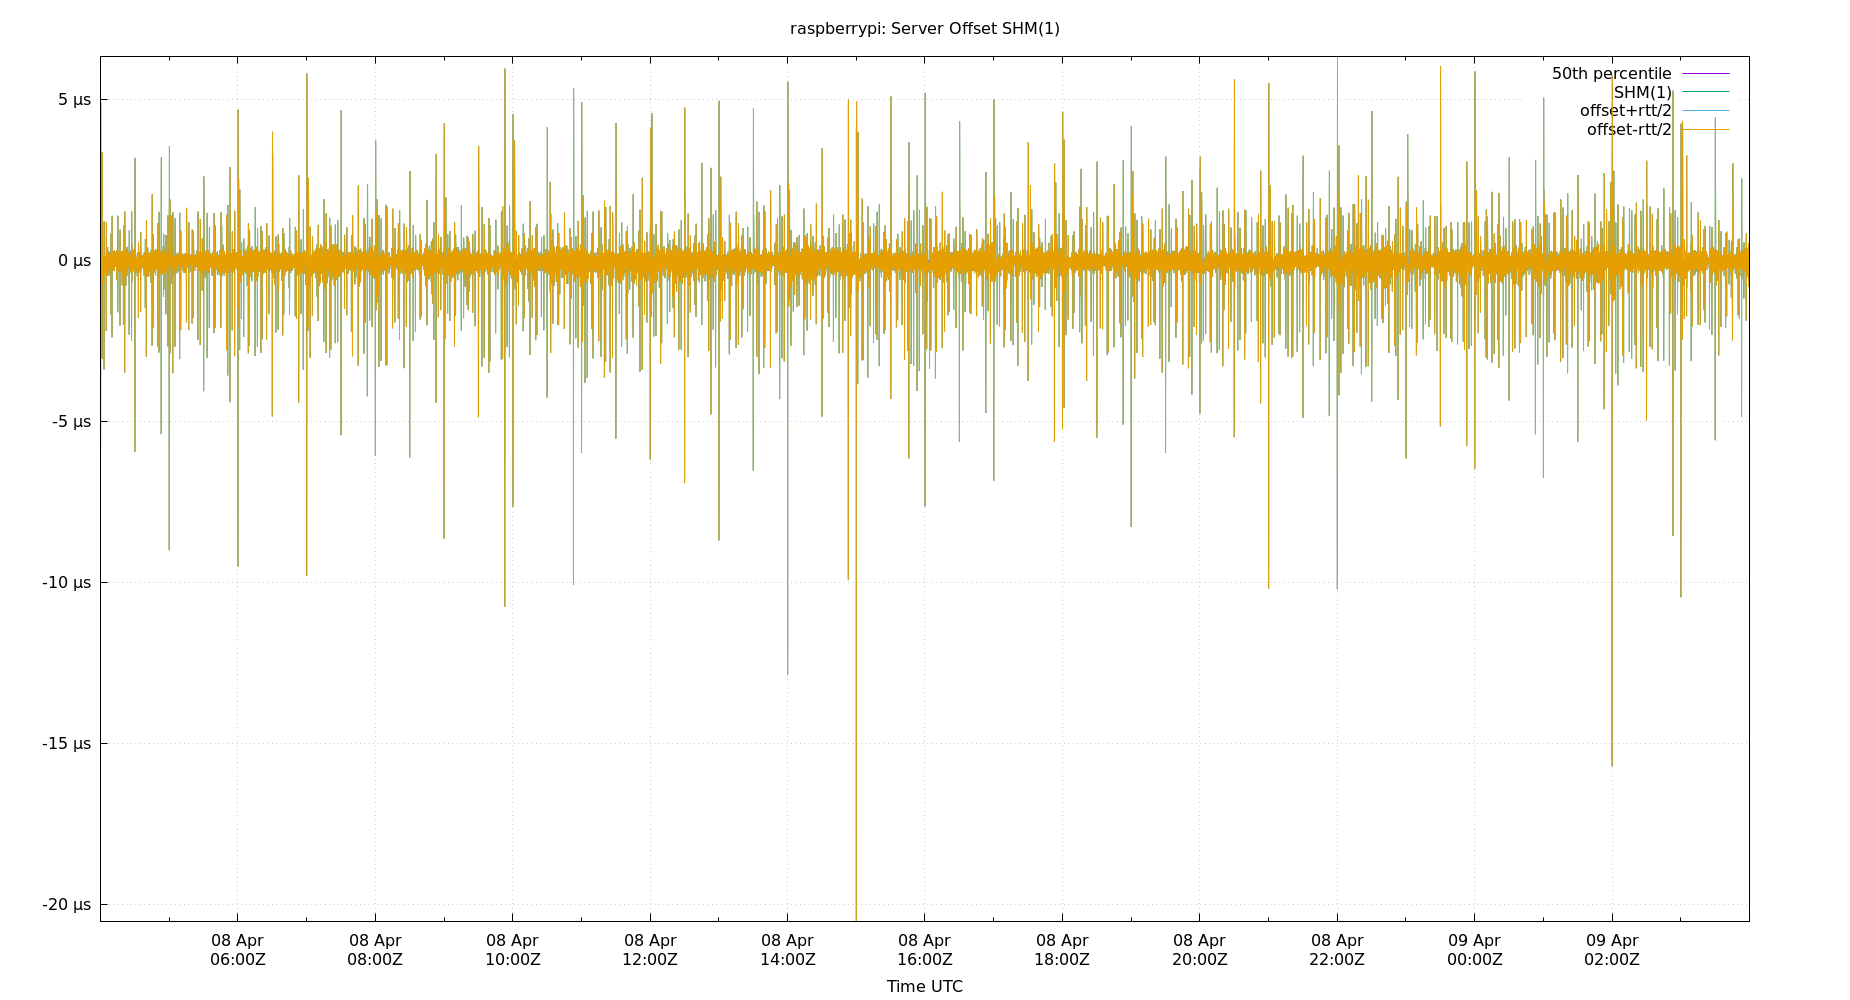 raspberrypi: Server Offset SHM(1)
50th percentile
SHM(1)
offset+rtt/2
offset-rtt/2
5 µs
0 µs
-5 µs
-10 µs
-15 µs
-20 µs
08 Apr 08 Apr 08 Apr 08 Apr 08 Apr 08 Apr 08 Apr 08 Apr 08 Apr 09 Apr 09 Apr
06:00Z 08:00Z 10:00Z 12:00Z 14:00Z 16:00Z 18:00Z 20:00Z 22:00Z 00:00Z 02:00Z
Time UTC